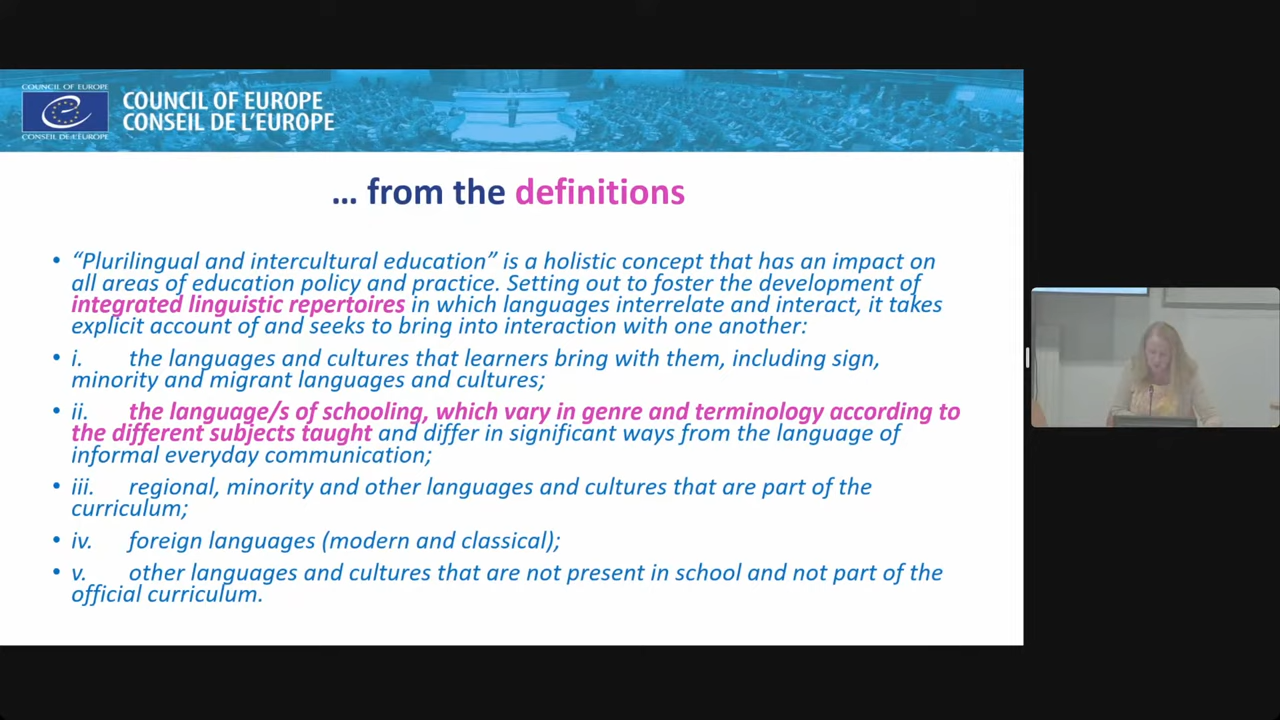 COUNCIL OF EUROPE
CONSEIL DE L'EUROPE
COUNCIL OF EUROPE
CONSEIL DE L'EUROPE
... from the definitions
• “Plurilingual and intercultural education” is a holistic concept that has an impact on
all areas of education policy and practice. Setting out to foster the development of
integrated linguistic repertoires in which languages interrelate and interact, it takes
explicit account of and seeks to bring into interaction with one another:
• i. the languages and cultures that learners bring with them, including sign,
minority and migrant languages and cultures;
• ii. the language/s of schooling, which vary in genre and terminology according to
the different subjects taught and differ in significant ways from the language of
informal everyday communication;
• iii. regional, minority and other languages and cultures that are part of the
curriculum;
• iv. foreign languages (modern and classical);
• v. other languages and cultures that are not present in school and not part of the
official curriculum.